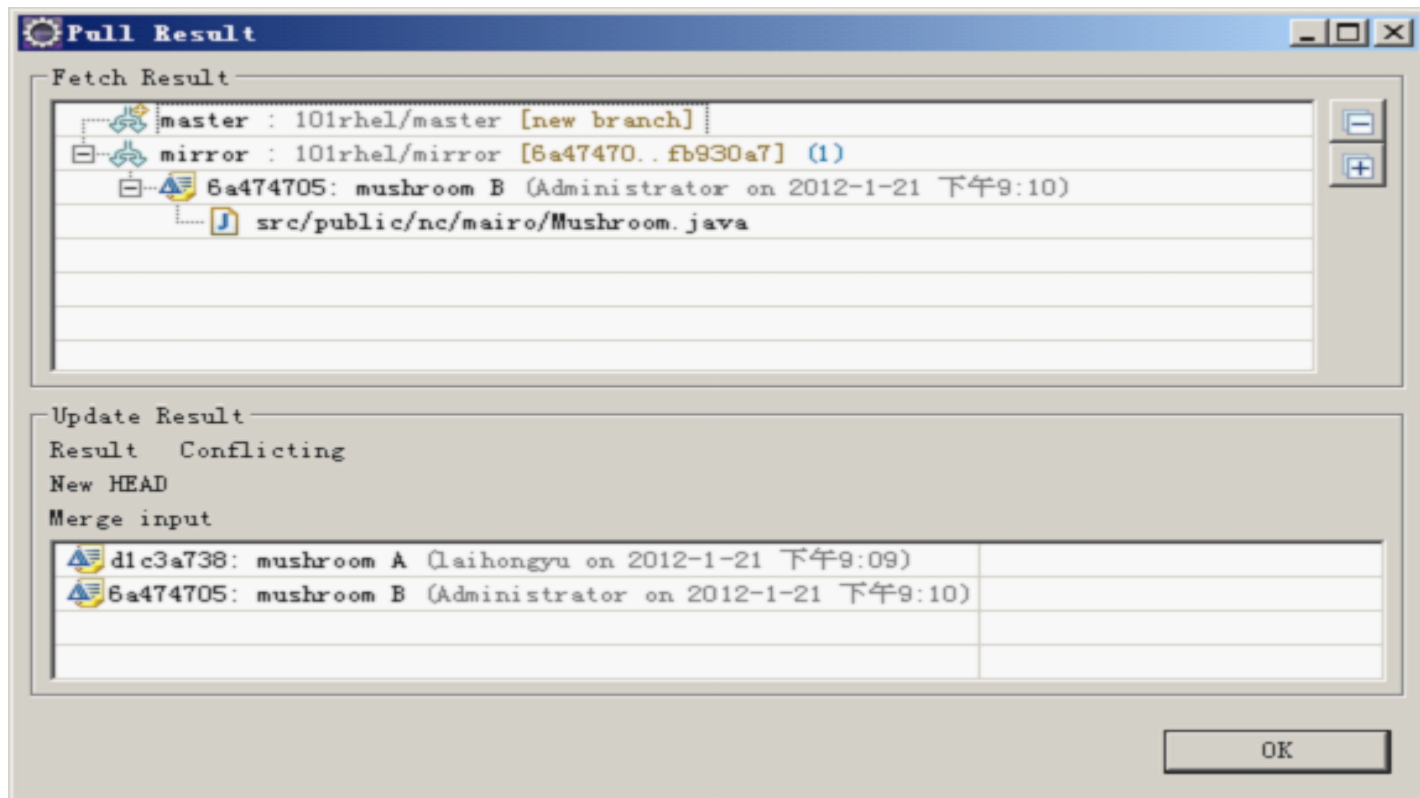 Pull Result
Fetch Result
master : 101rhel/master [new branch]
mirror : 101rhel/mirror [6a47470..fb930a7] (1)
6a474705: mushroom B (Administrator on 2012-1-21 下午9:10)
src/public/nc/mairo/Mushroom.java
Update Result
Result Conflicting
New HEAD
Merge input
d1c3a738: mushroom A (laihongyu on 2012-1-21 下午9:09)
6a474705: mushroom B (Administrator on 2012-1-21 下午9:10)
OK